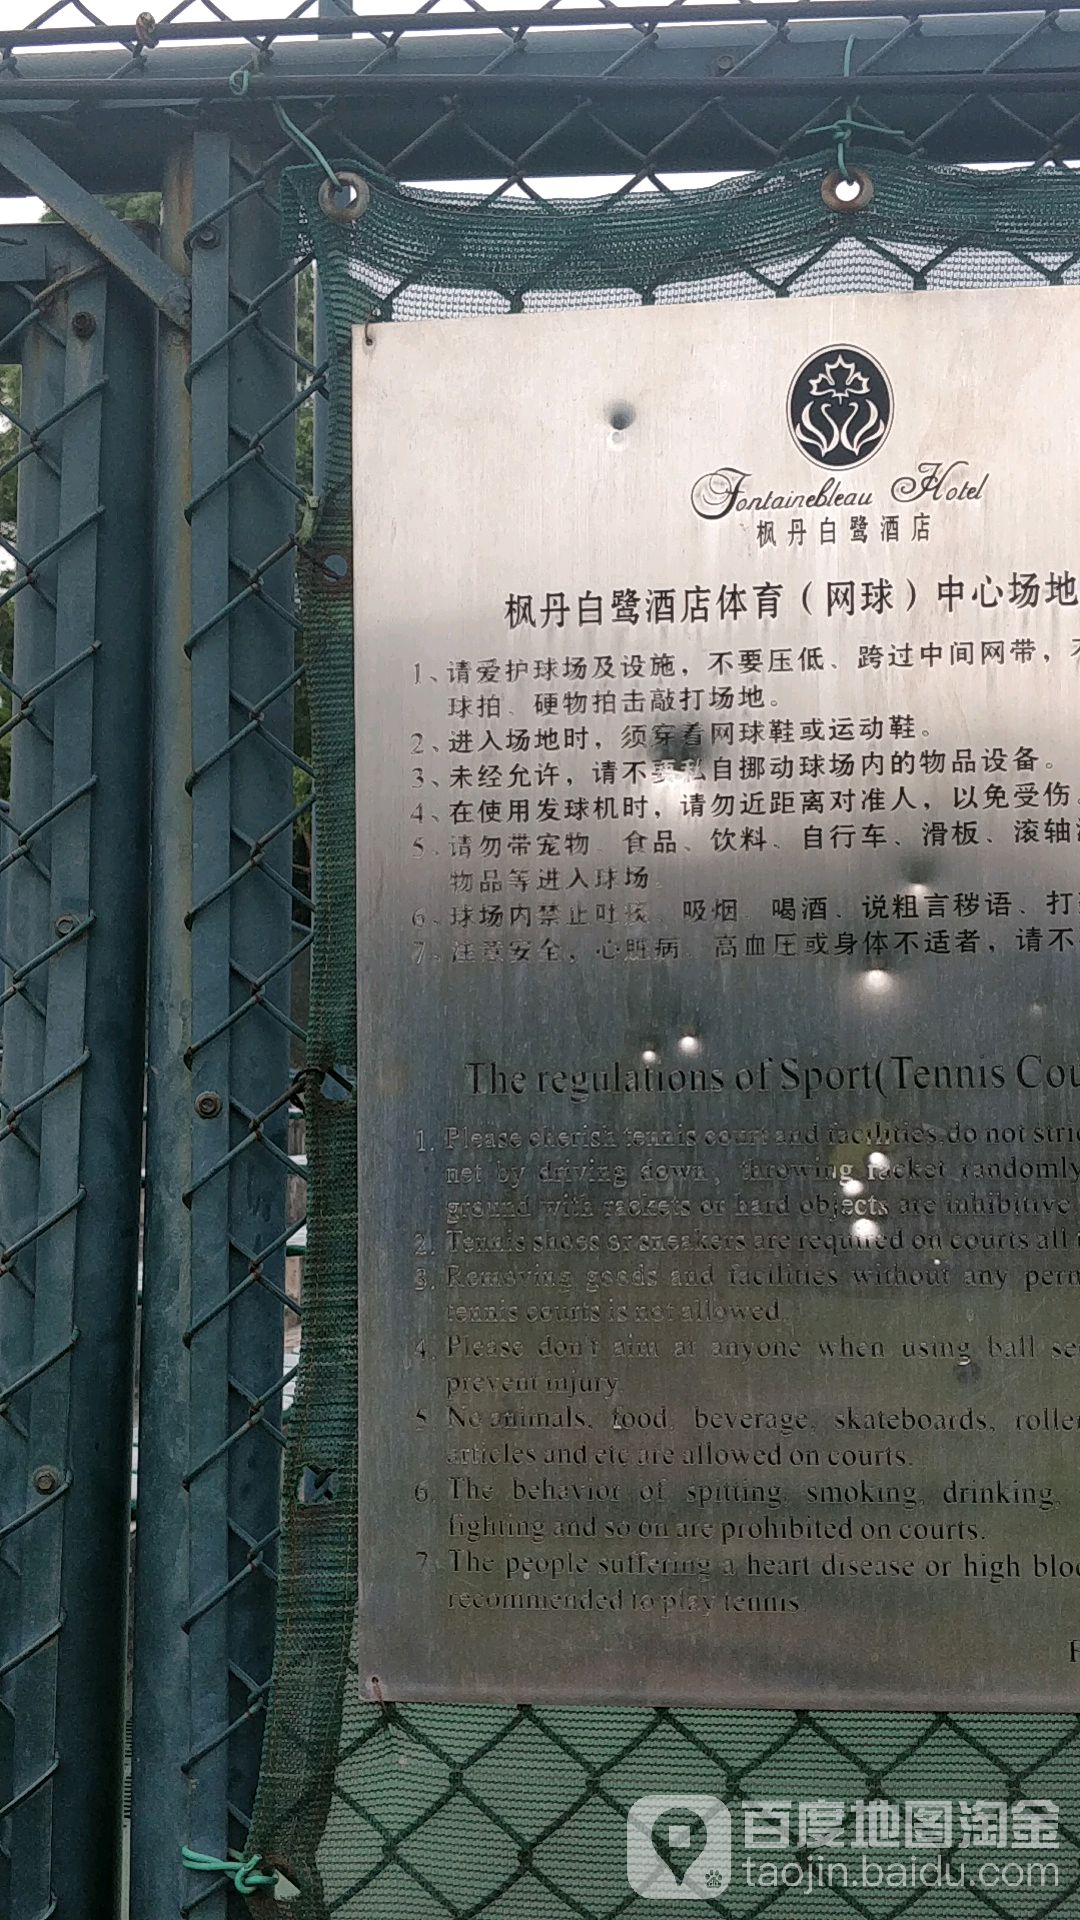 Fontainebleau Hotel
枫丹白鹭酒店
枫丹白鹭酒店体育（网球）中心场地
1、请爱护球场及设施，不要压低、跨过中间网带，不
球拍、硬物拍击敲打场地。
2、进入场地时，须穿着网球鞋或运动鞋。
3、未经允许，请不要私自挪动球场内的物品设备。
4、在使用发球机时，请勿近距离对准人，以免受伤。
5、请勿带宠物、食品、饮料、自行车、滑板、滚轴
物品等进入球场。
6、球场内禁止吐痰、吸烟、喝酒、说粗言秽语、打
7、注意安全，心脏病、高血压或身体不适者，请不
The regulations of Sport(Tennis Cou
1. Please cherish tennis court and facilities,do not stric
net by driving down, throwing racket randomly
ground with rackets or hard objects are inhibitive
2. Tennis shoes or sneakers are required on courts all
3. Removing goods and facilities without any perm
tennis courts is not allowed.
4. Please don't aim at anyone when using ball se
prevent injury.
5. No animals, food, beverage, skateboards, roller
articles and etc are allowed on courts.
6. The behavior of spitting, smoking, drinking,
fighting and so on are prohibited on courts.
7. The people suffering a heart disease or high bloo
recommended to play tennis.
F
百度地图淘金
taojin.baidu.com